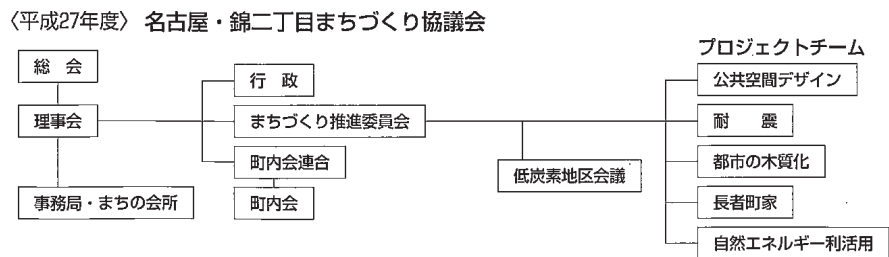 〈平成27年度〉 名古屋・錦二丁目まちづくり協議会
プロジェクトチーム
総　会
理事会
事務局・まちの会所
行　政
まちづくり推進委員会
町内会連合
町内会
低炭素地区会議
公共空間デザイン
耐　震
都市の木質化
長者町家
自然エネルギー利活用